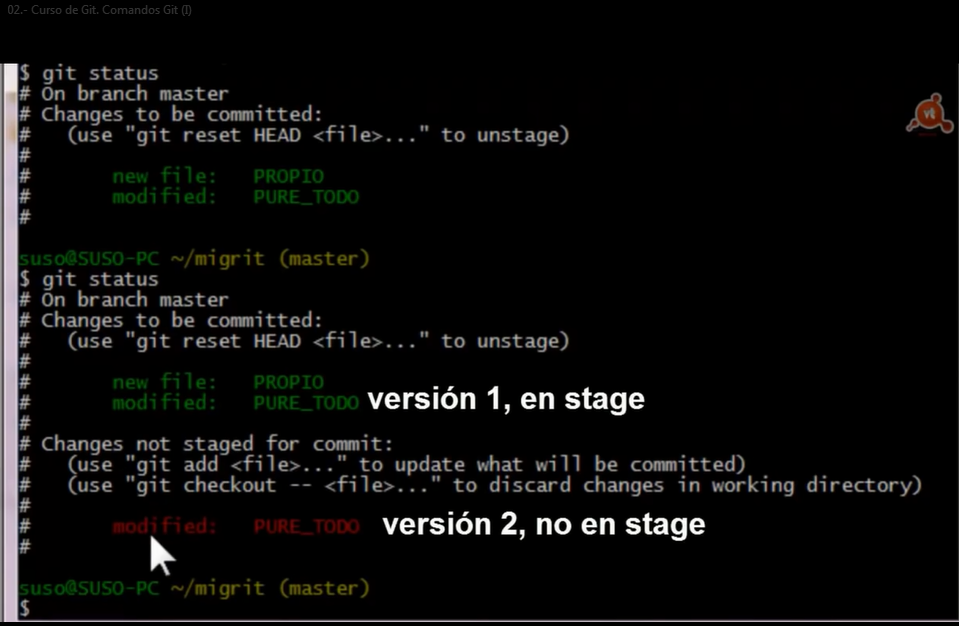 02.- Curso de Git. Comandos Git (I)
$ git status
# On branch master
# Changes to be committed:
#   (use "git reset HEAD <file>..." to unstage)
#
#       new file:   PROPIO
#       modified:   PURE_TODO
#
vt
suso@SUSO-PC ~/migrit (master)
$ git status
# On branch master
# Changes to be committed:
#   (use "git reset HEAD <file>..." to unstage)
#
#       new file:   PROPIO
#       modified:   PURE_TODO versión 1, en stage
#
# Changes not staged for commit:
#   (use "git add <file>..." to update what will be committed)
#   (use "git checkout -- <file>..." to discard changes in working directory)
#
#       modified:   PURE_TODO versión 2, no en stage
#
suso@SUSO-PC ~/migrit (master)
$